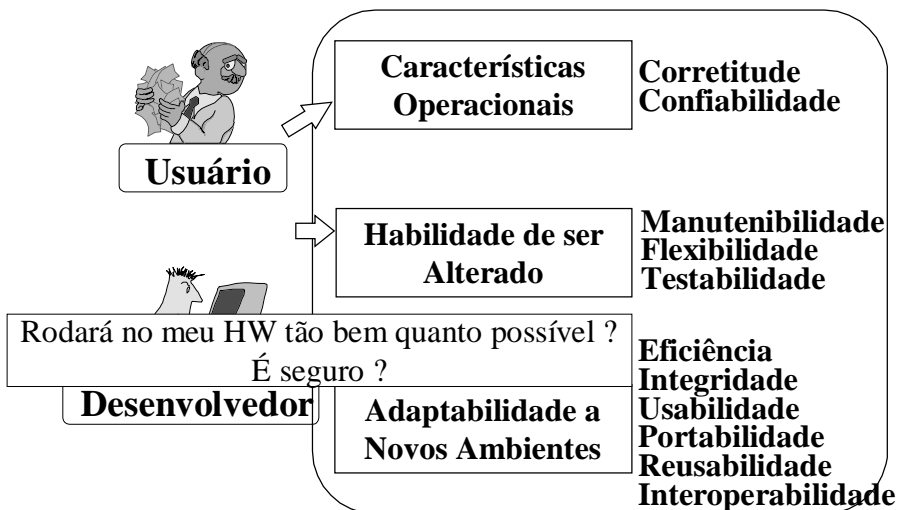 Características
Operacionais
Corretitude
Confiabilidade
Usuário
Habilidade de ser
Alterado
Manutenibilidade
Flexibilidade
Testabilidade
Rodará no meu HW tão bem quanto possível ?
É seguro ?
Desenvolvedor
Adaptabilidade a
Novos Ambientes
Eficiência
Integridade
Usabilidade
Portabilidade
Reusabilidade
Interoperabilidade